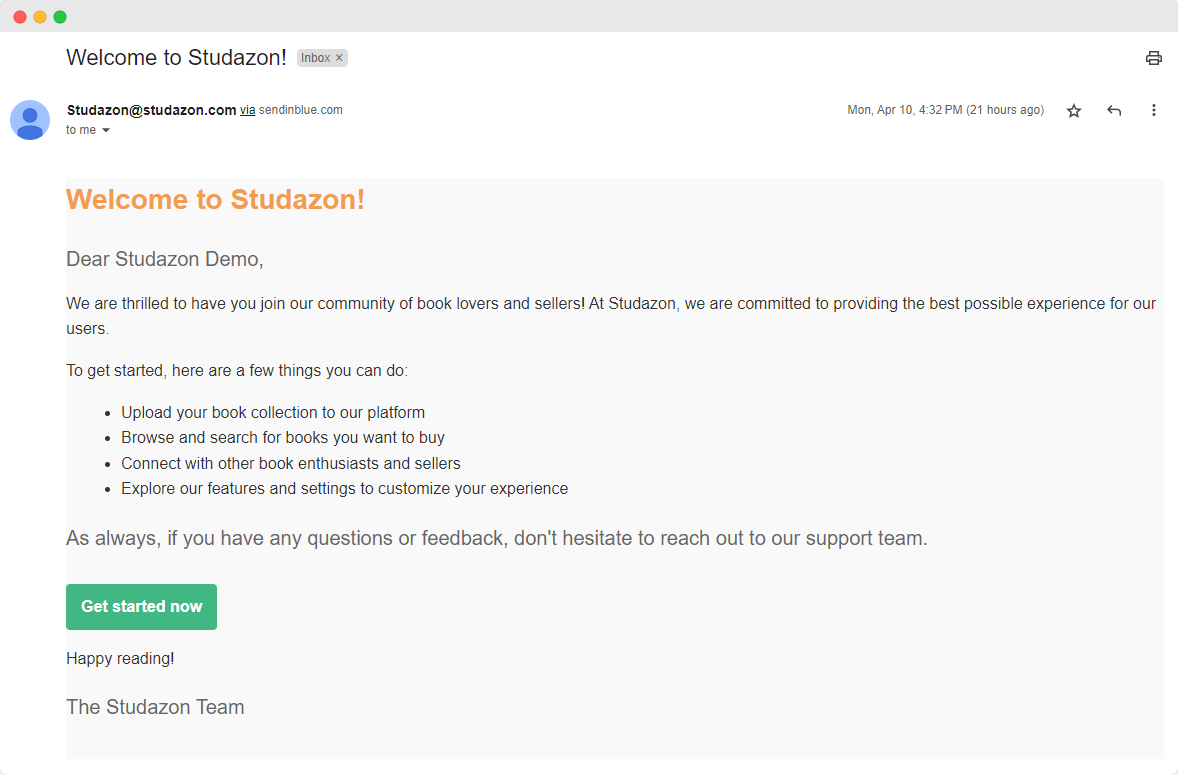 Welcome to Studazon! Inbox ×
Studazon@studazon.com via sendinblue.com Mon, Apr 10, 4:32 PM (21 hours ago)
to me
Welcome to Studazon!
Dear Studazon Demo,
We are thrilled to have you join our community of book lovers and sellers! At Studazon, we are committed to providing the best possible experience for our
users.
To get started, here are a few things you can do:
• Upload your book collection to our platform
• Browse and search for books you want to buy
• Connect with other book enthusiasts and sellers
• Explore our features and settings to customize your experience
As always, if you have any questions or feedback, don't hesitate to reach out to our support team.
Get started now
Happy reading!
The Studazon Team